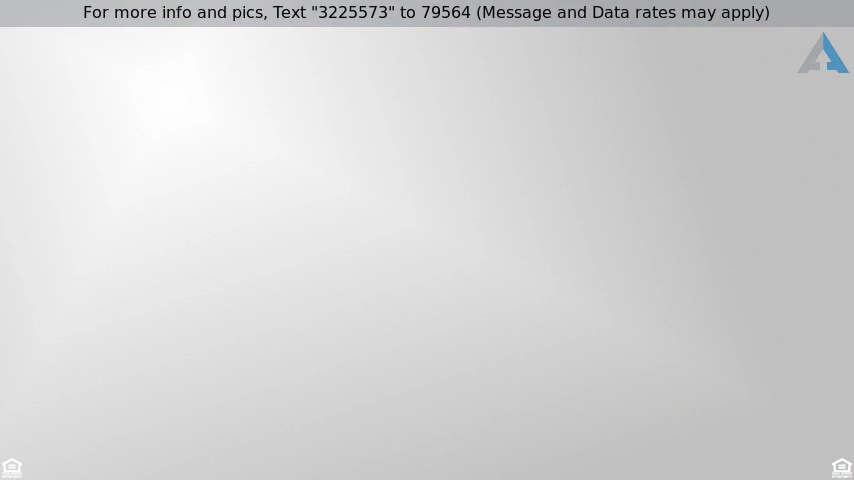 For more info and pics, Text "3225573" to 79564 (Message and Data rates may apply)